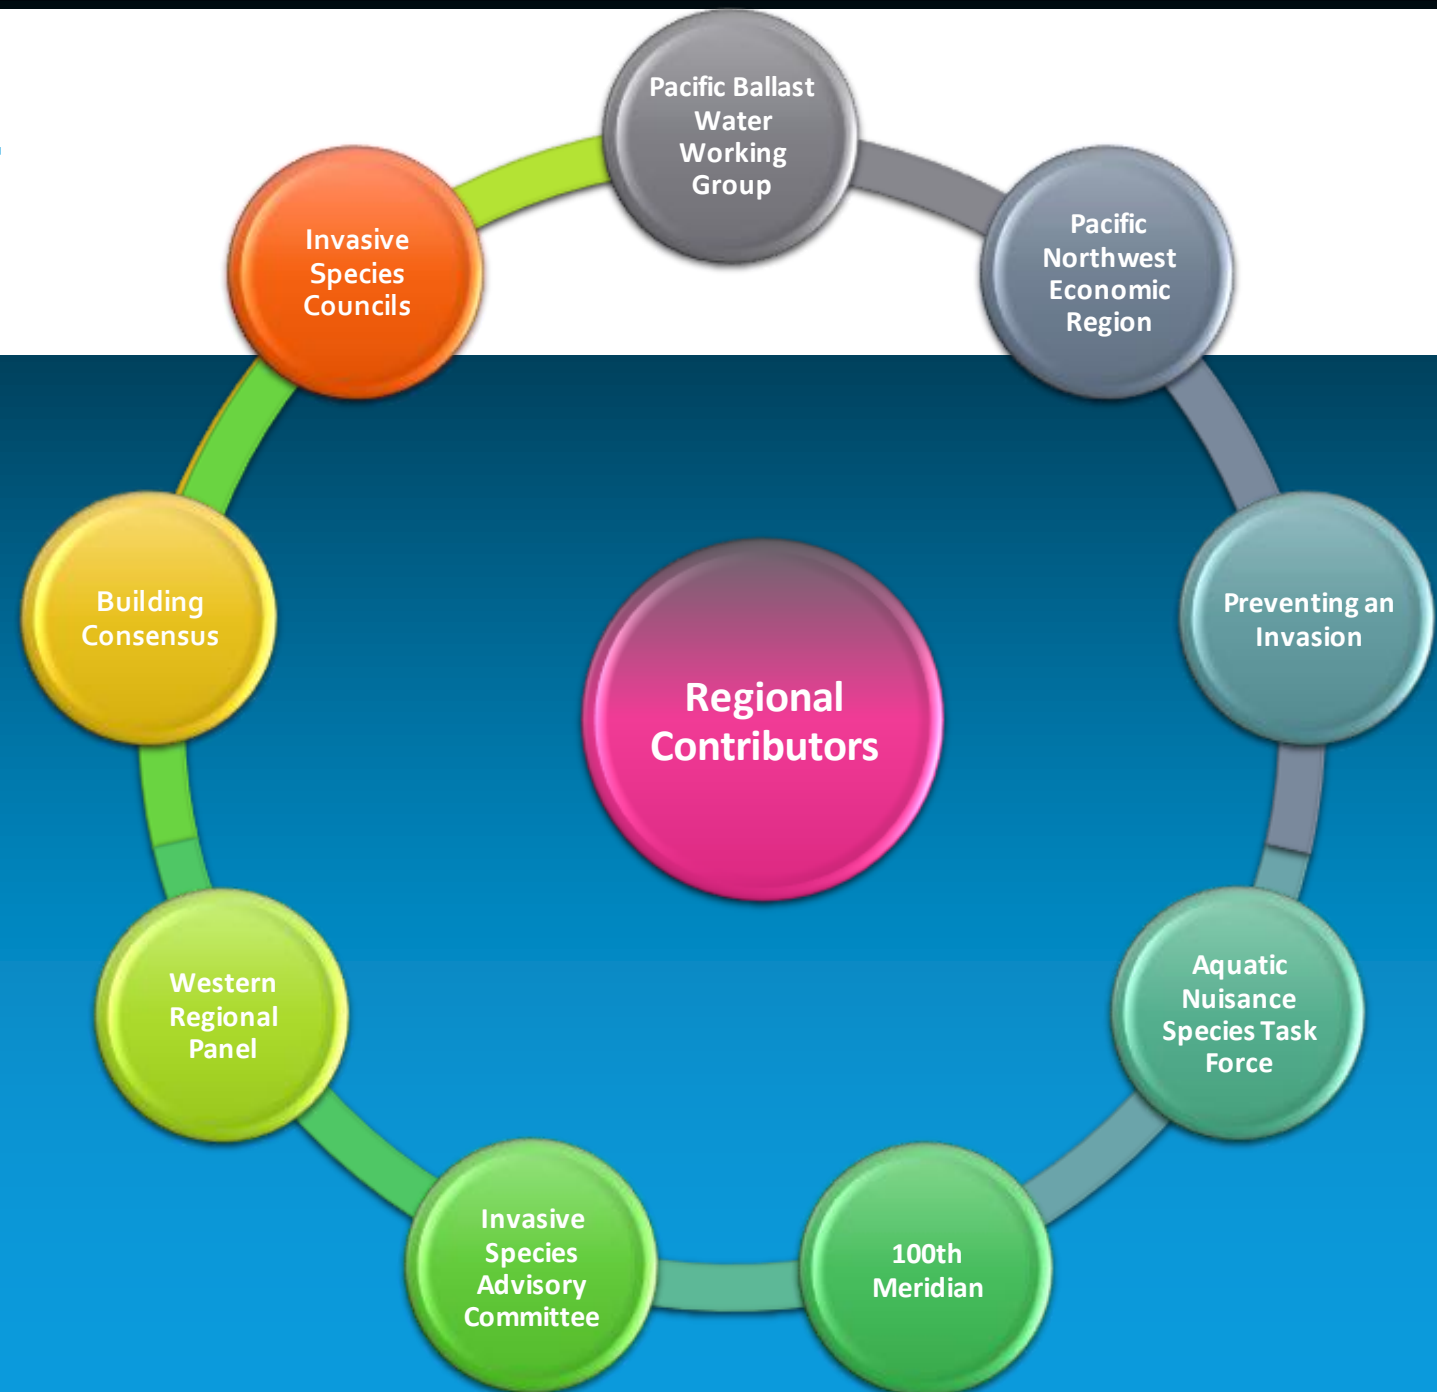 Pacific Ballast
Water
Working
Group
Pacific
Northwest
Economic
Region
Preventing an
Invasion
Aquatic
Nuisance
Species Task
Force
100th
Meridian
Invasive
Species
Advisory
Committee
Western
Regional
Panel
Building
Consensus
Invasive
Species
Councils
Regional
Contributors